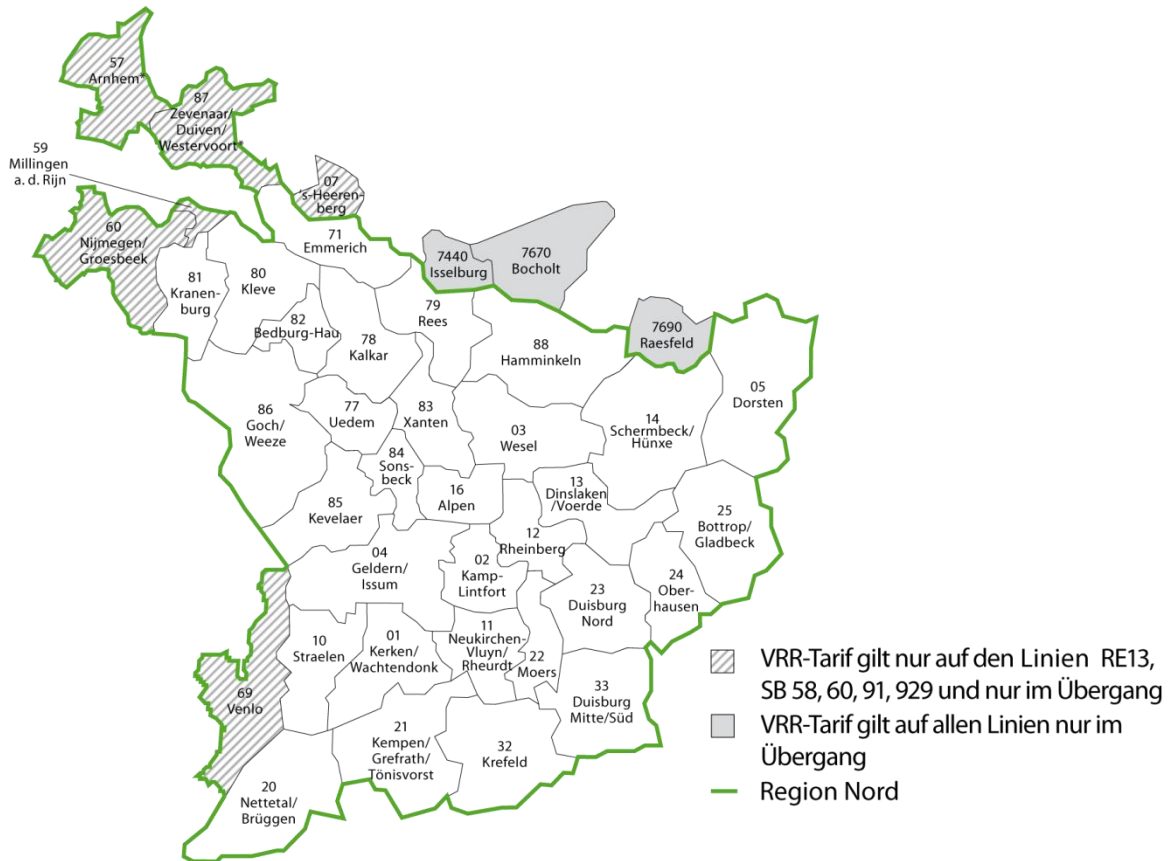 57
Arnhem*
87
Zevenaar/
Duiven/
Westervoort*
59
Millingen
a. d. Rijn
07
's-Heeren-
berg
60
Nijmegen/
Groesbeek
71
Emmerich
7440
Isselburg
7670
Bocholt
81
Kranen-
burg
80
Kleve
82
Bedburg-Hau
79
Rees
78
Kalkar
88
Hamminkeln
7690
Raesfeld
05
Dorsten
86
Goch/
Weeze
77
Uedem
83
Xanten
03
Wesel
14
Schermbeck/
Hünxe
84
Sons-
beck
85
Kevelaer
16
Alpen
13
Dinslaken
/Voerde
25
Bottrop/
Gladbeck
12
Rheinberg
04
Geldern/
Issum
02
Kamp-
Lintfort
23
Duisburg
Nord
24
Ober-
hausen
10
Straelen
01
Kerken/
Wachtendonk
11
Neukirchen-
Vluyn/
Rheurdt
22
Moers
69
Venlo
33
Duisburg
Mitte/Süd
21
Kempen/
Grefrath/
Tönisvorst
32
Krefeld
20
Nettetal/
Brüggen
VRR-Tarif gilt nur auf den Linien RE13,
SB 58, 60, 91, 929 und nur im Übergang
VRR-Tarif gilt auf allen Linien nur im
Übergang
Region Nord